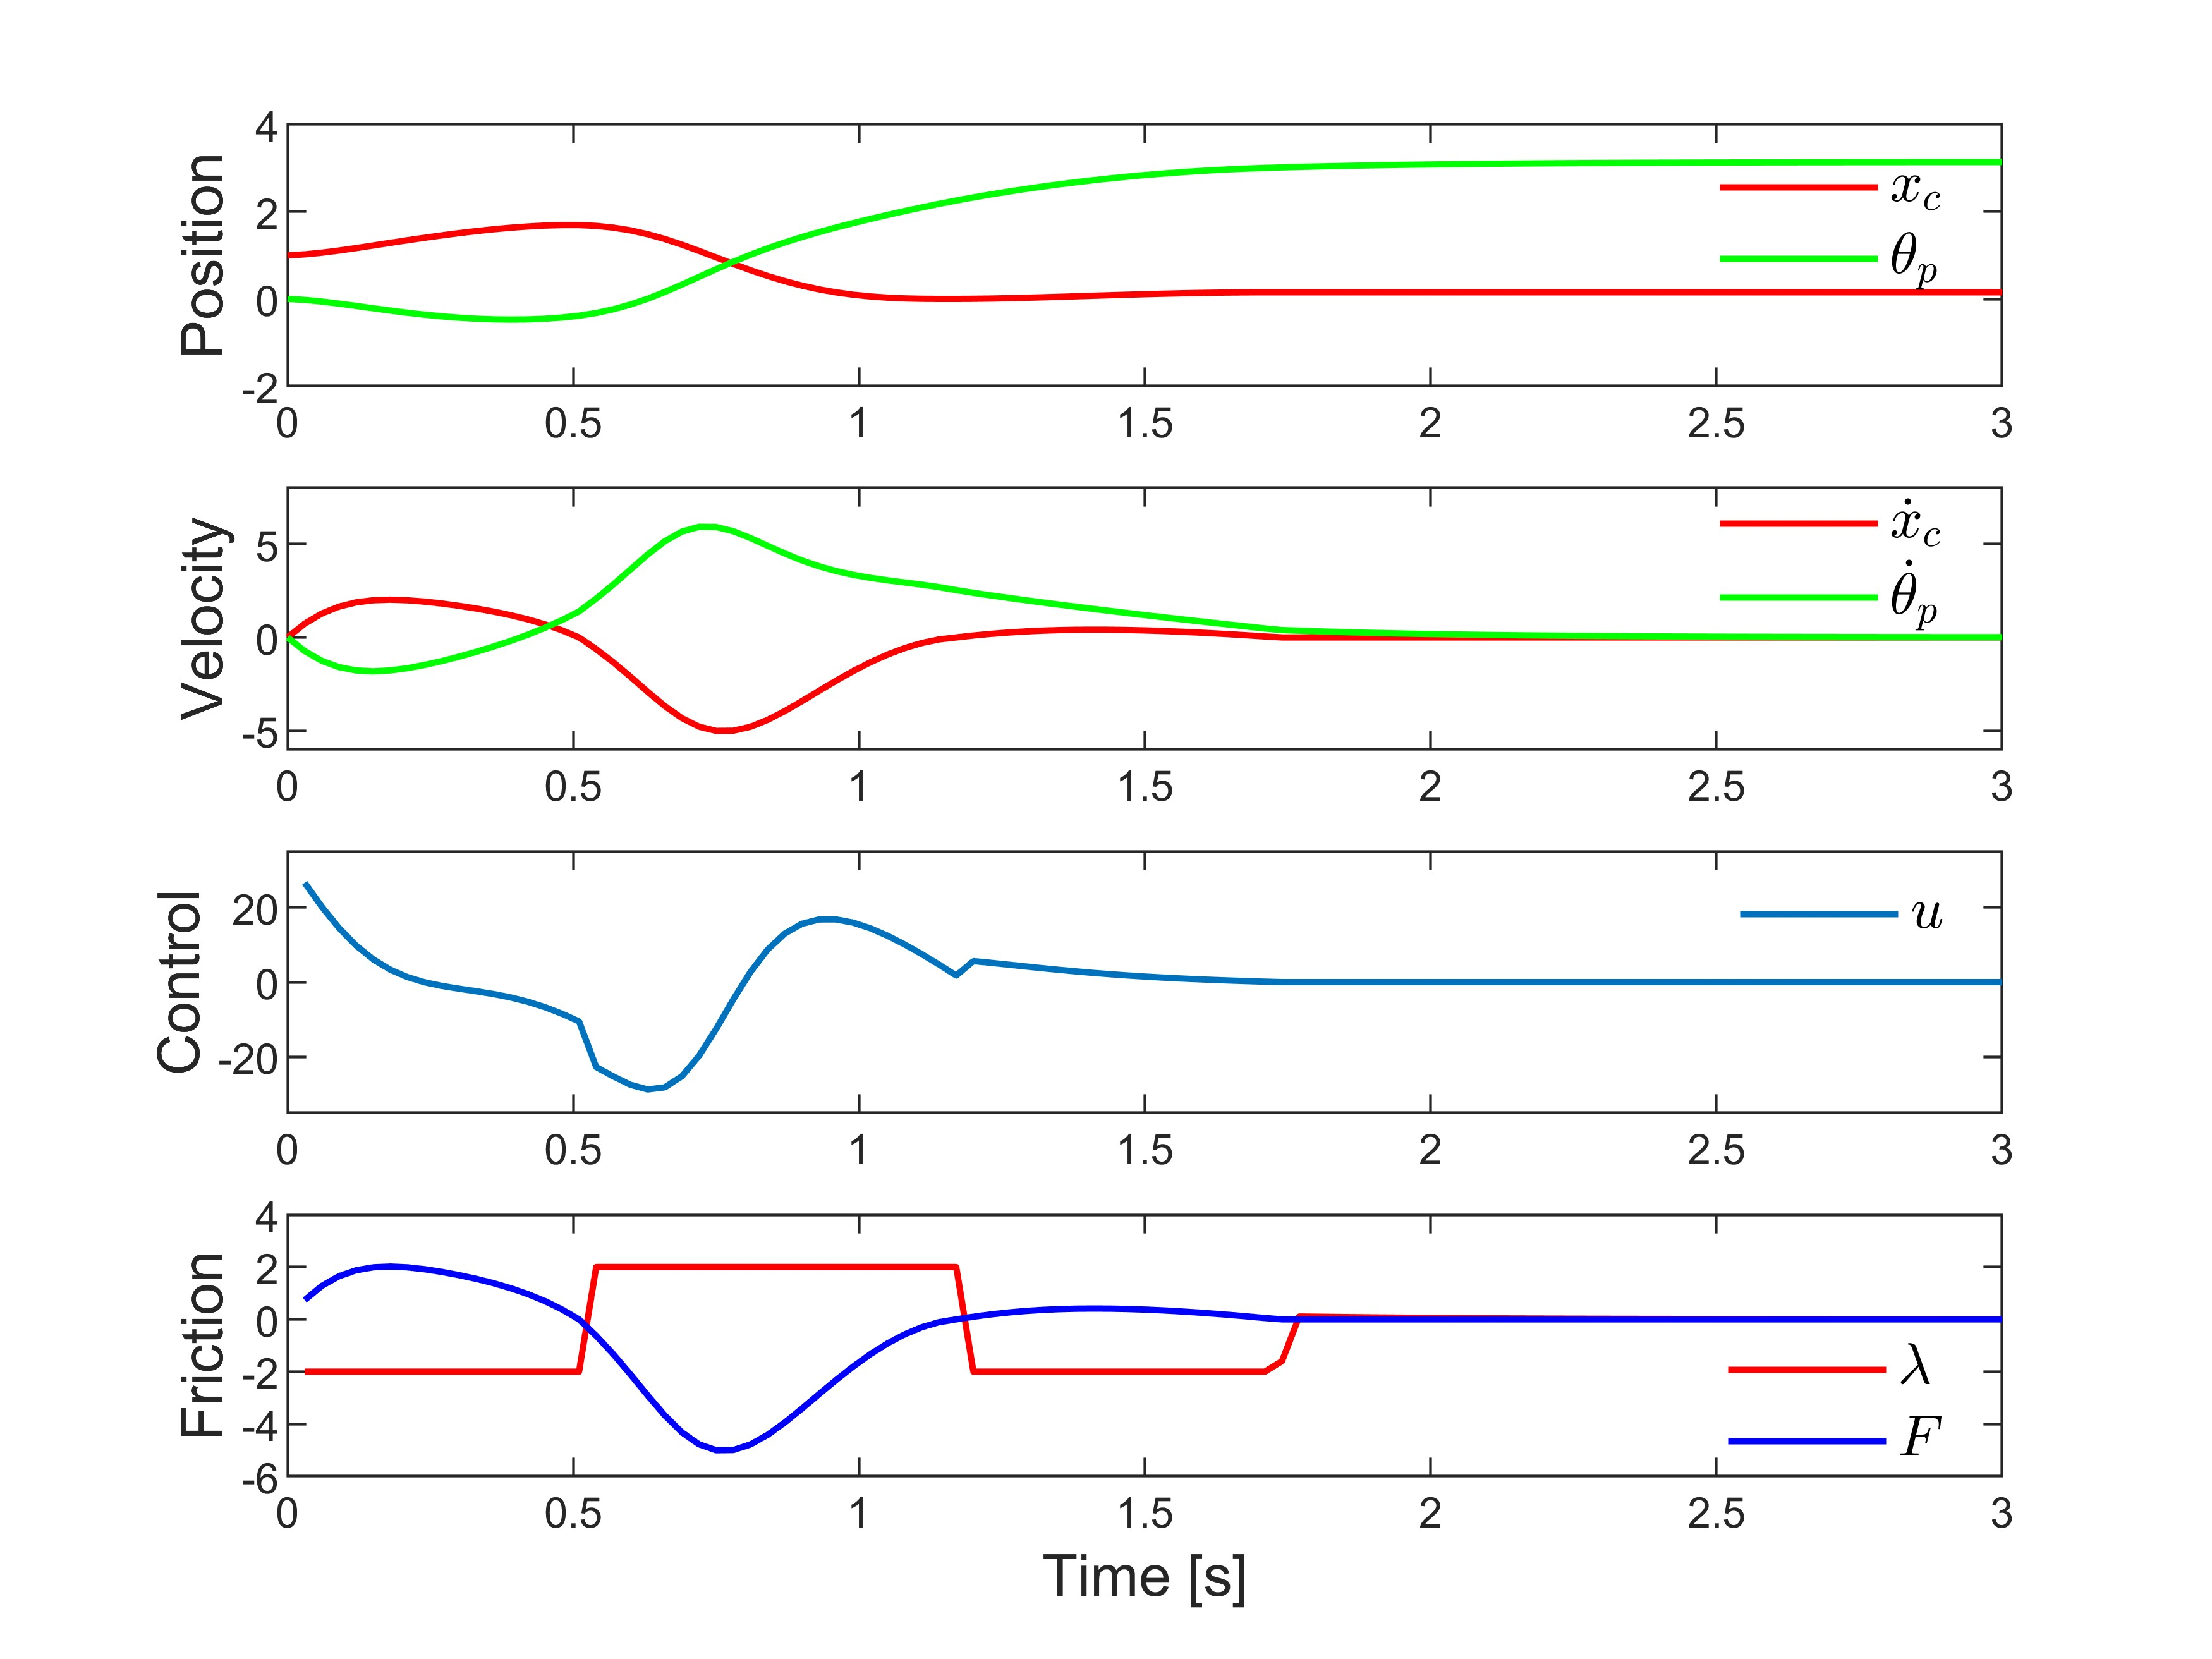 Position
4
2
0
-2
0 0.5 1 1.5 2 2.5 3
x_c
θ_p
Velocity
5
0
-5
0 0.5 1 1.5 2 2.5 3
ẋ_c
θ̇_p
Control
20
0
-20
0 0.5 1 1.5 2 2.5 3
u
Friction
4
2
0
-2
-4
-6
0 0.5 1 1.5 2 2.5 3
λ
F
Time [s]